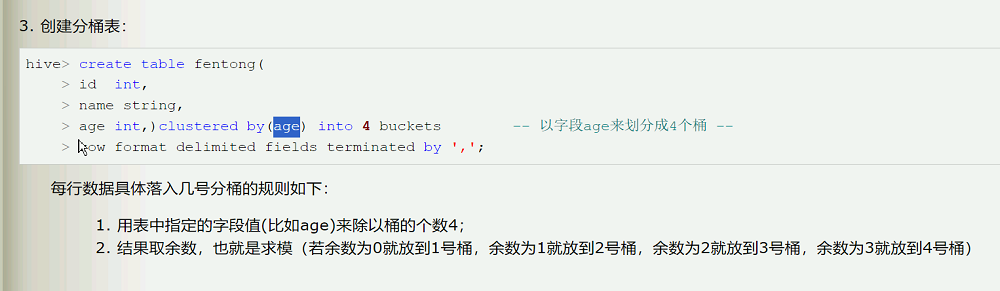 3. 创建分桶表：
hive> create table fentong(
> id  int,
> name string,
> age int,)clustered by(age) into 4 buckets        -- 以字段age来划分成4个桶 --
> row format delimited fields terminated by ',';
每行数据具体落入几号分桶的规则如下：
1. 用表中指定的字段值(比如age)来除以桶的个数4；
2. 结果取余数，也就是求模（若余数为0就放到1号桶，余数为1就放到2号桶，余数为2就放到3号桶，余数为3就放到4号桶）